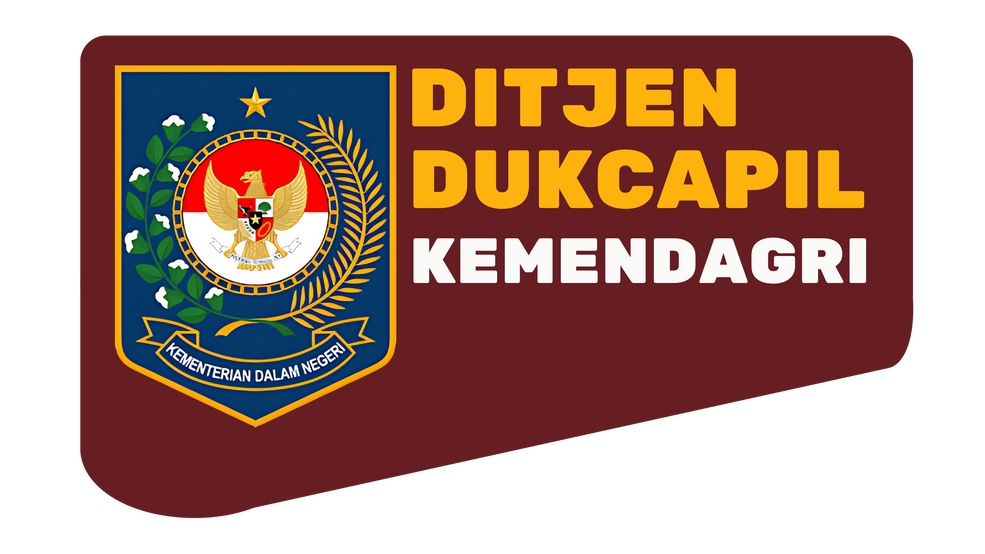 DITJEN
DUKCAPIL
KEMENDAGRI
KEMENTERIAN DALAM NEGERI